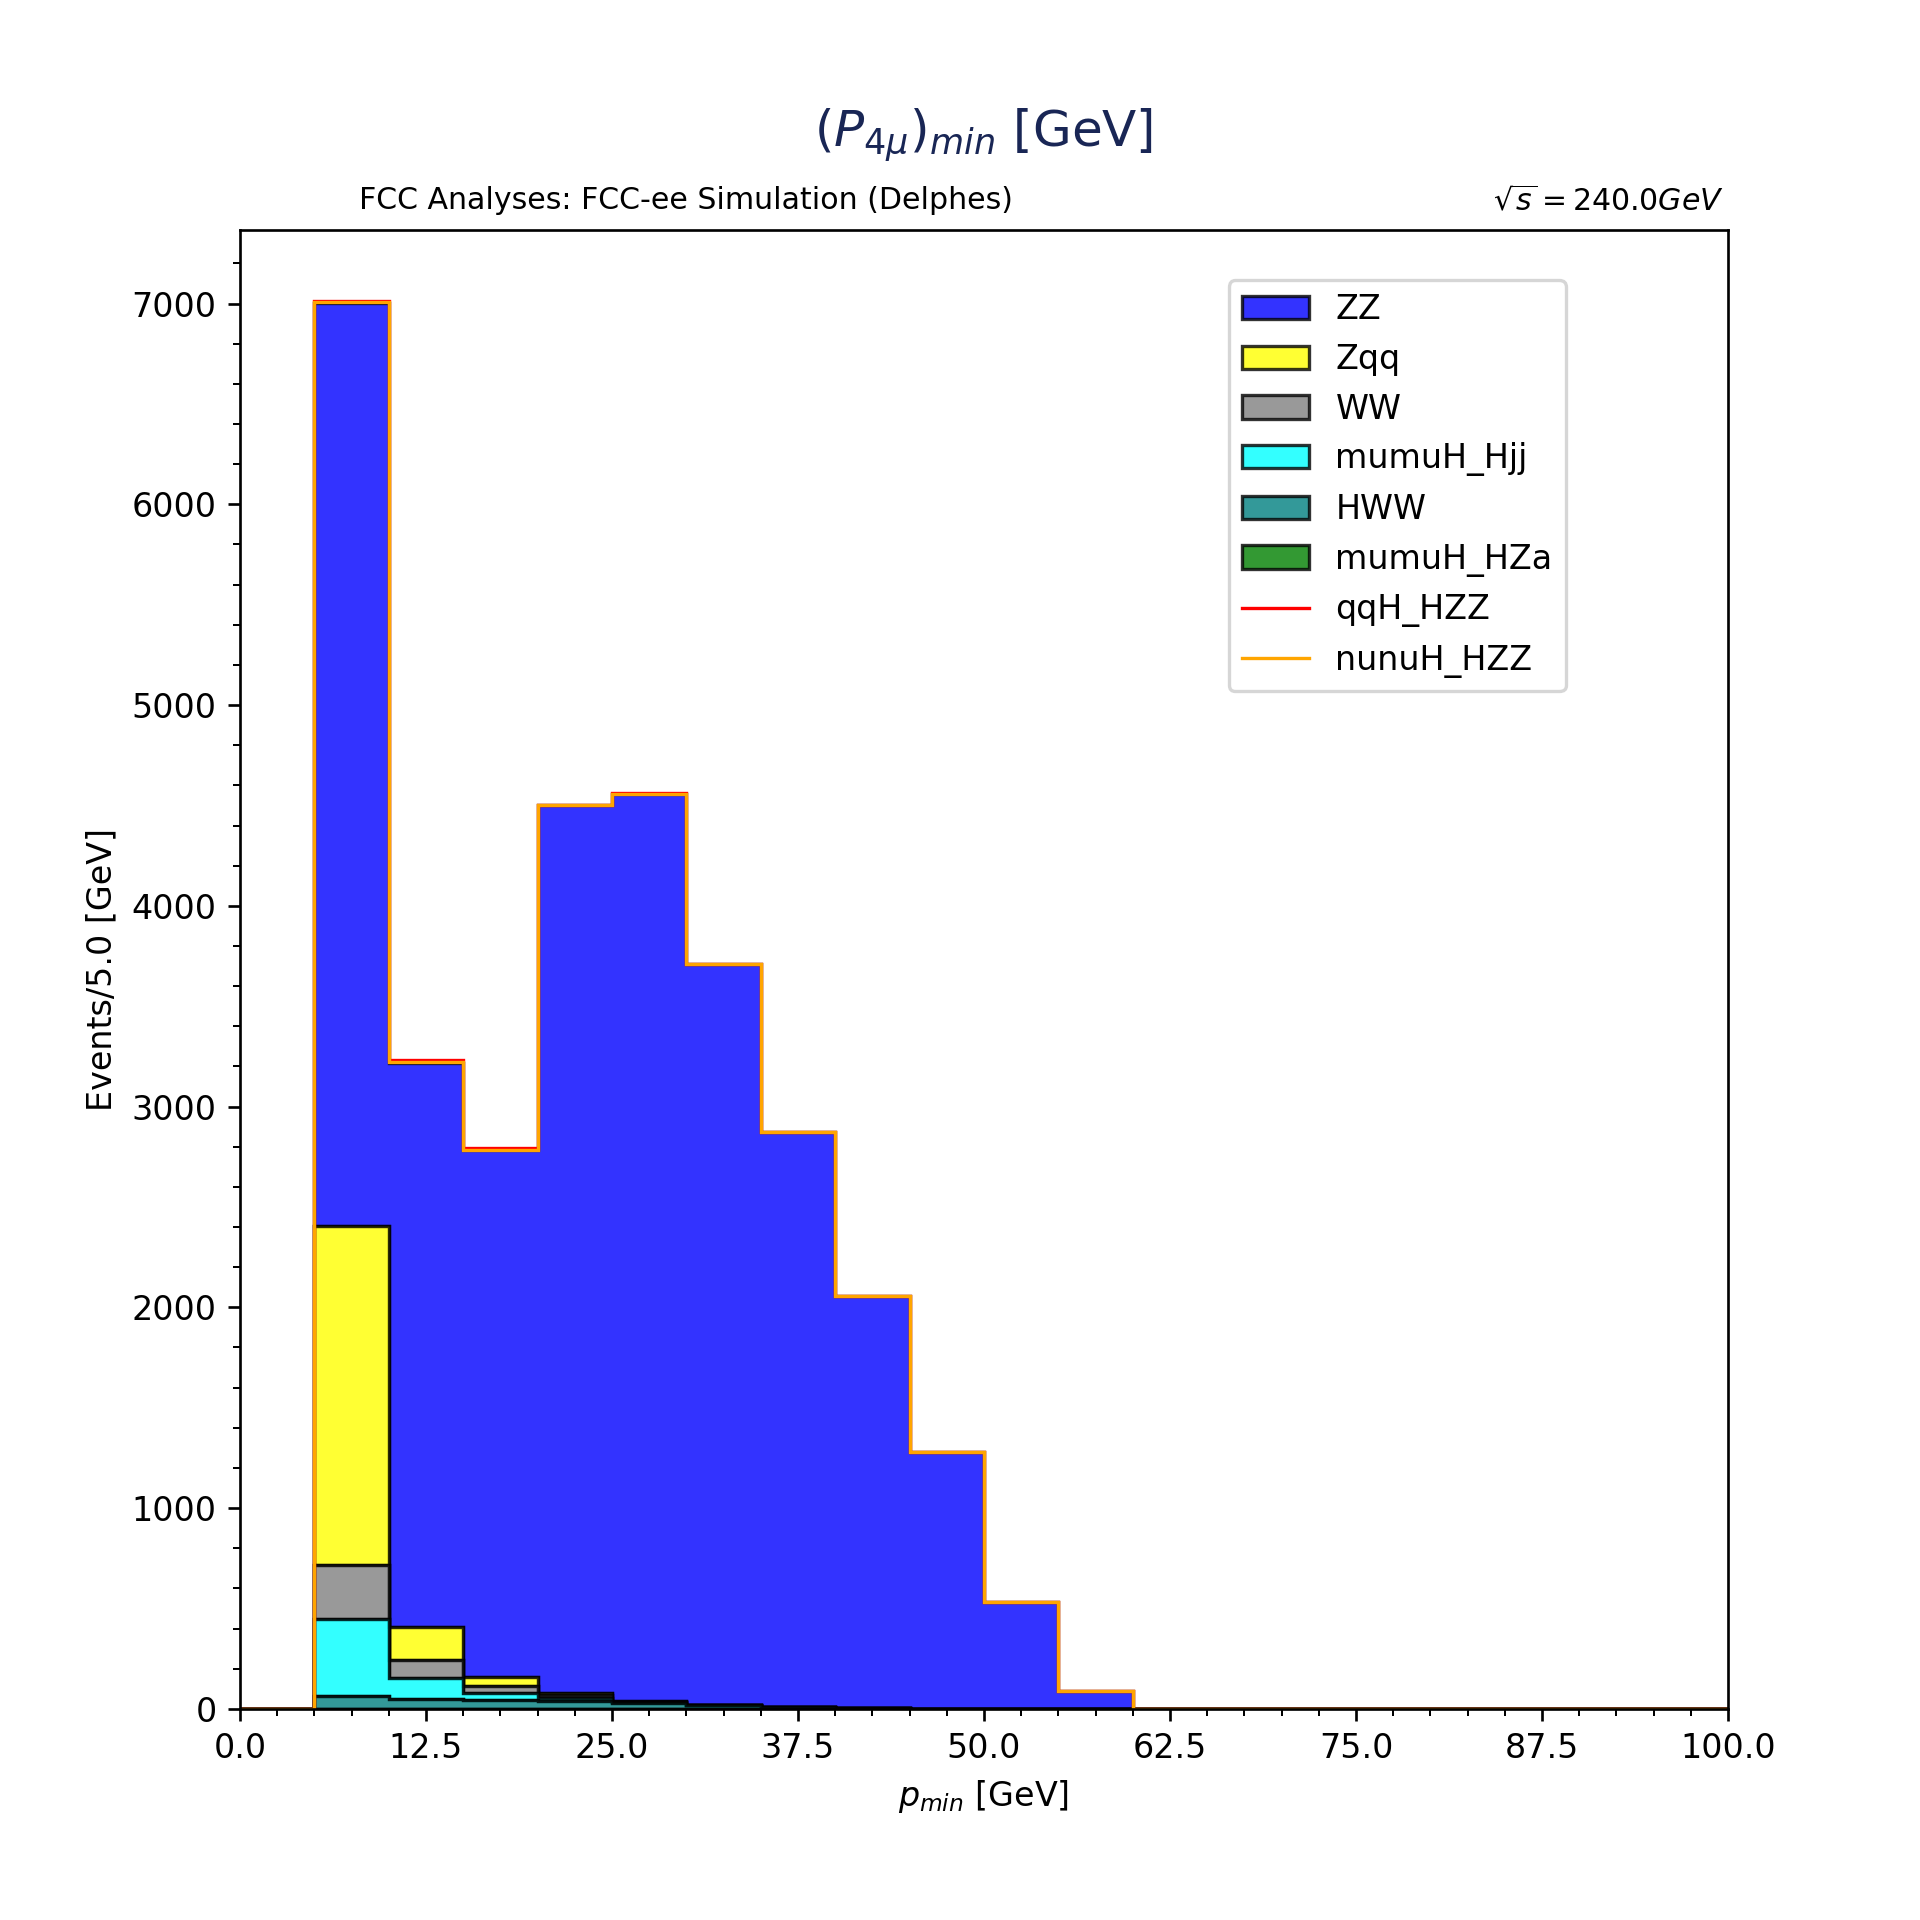 (P4μ)min [GeV]
FCC Analyses: FCC-ee Simulation (Delphes)
√s = 240.0GeV
ZZ
Zqq
WW
mumuH_Hjj
HWW
mumuH_HZa
qqH_HZZ
nunuH_HZZ
Events/5.0 [GeV]
7000
6000
5000
4000
3000
2000
1000
0
0.0 12.5 25.0 37.5 50.0 62.5 75.0 87.5 100.0
pmin [GeV]